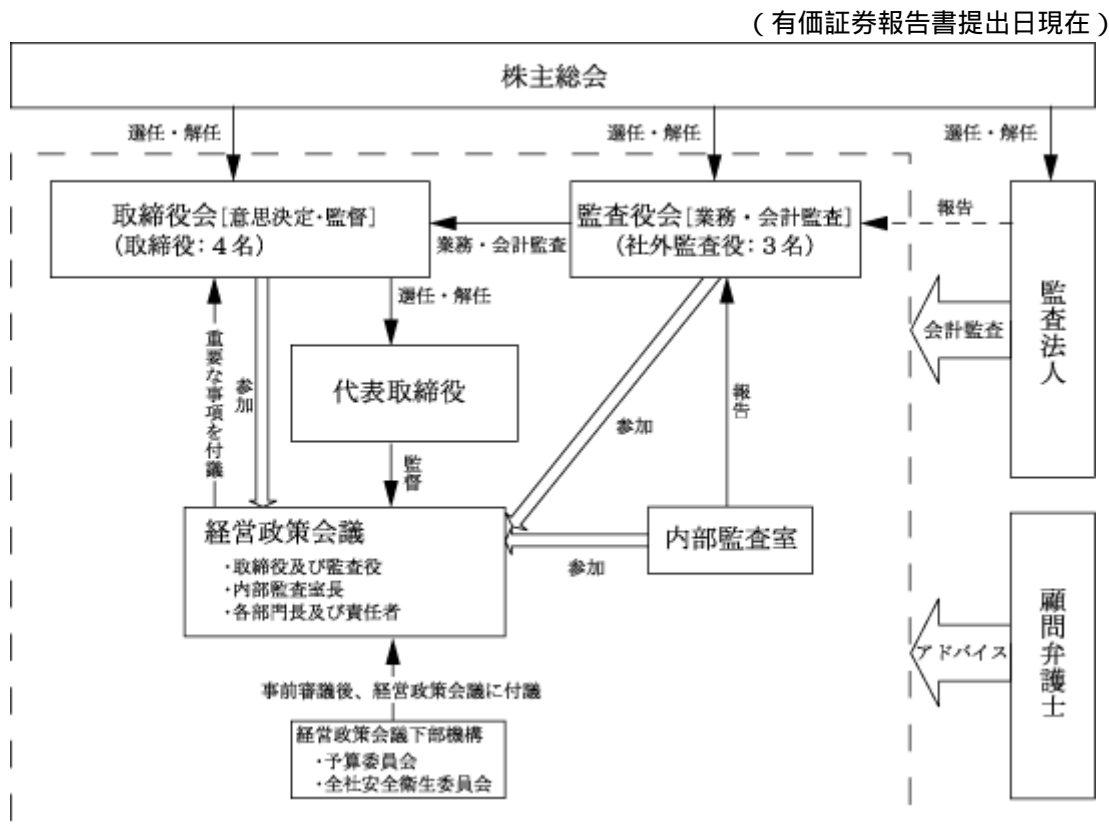 （有価証券報告書提出日現在）
株主総会
選任・解任
選任・解任
選任・解任
取締役会[意思決定・監督]
(取締役：４名)
業務・会計監査
監査役会[業務・会計監査]
(社外監査役：３名)
報告
監査法人
会計監査
選任・解任
重要な事項を付議
参加
代表取締役
監督
参加
報告
経営政策会議
・取締役及び監査役
・内部監査室長
・各部門長及び責任者
参加
内部監査室
顧問弁護士
アドバイス
事前審議後、経営政策会議に付議
経営政策会議下部機構
・予算委員会
・全社安全衛生委員会